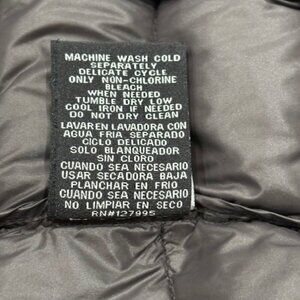 MACHINE WASH COLD
SEPARATELY
DELICATE CYCLE
ONLY NON-CHLORINE
BLEACH
WHEN NEEDED
TUMBLE DRY LOW
COOL IRON IF NEEDED
DO NOT DRY CLEAN
LAVAR EN LAVADORA CON
AGUA FRIA SEPARADO
CICLO DELICADO
SOLO BLANQUEADOR
SIN CLORO
CUANDO SEA NECESARIO
USAR SECADORA BAJA
PLANCHAR EN FRIO
CUANDO SEA NECESARIO
NO LIMPIAR EN SECO
RN#127995